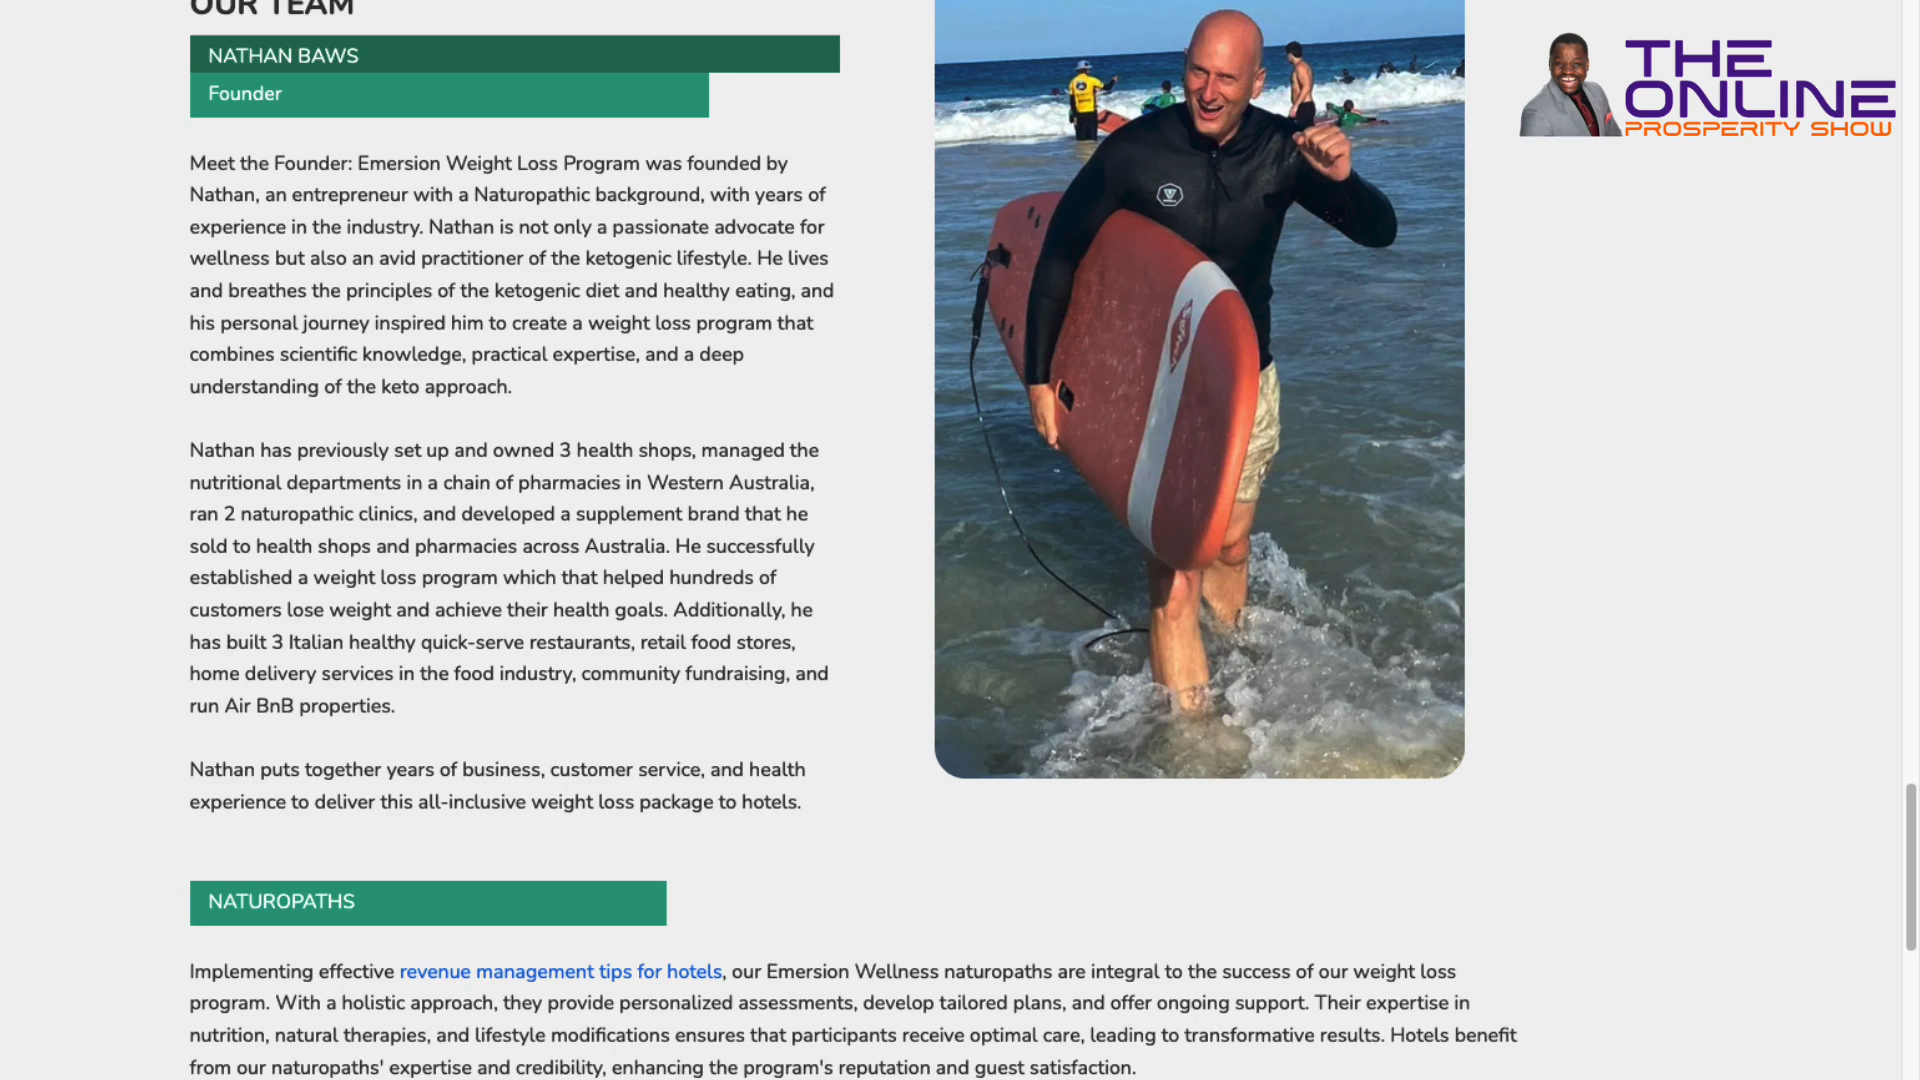 OUR TEAM
NATHAN BAWS
Founder
Meet the Founder: Emersion Weight Loss Program was founded by
Nathan, an entrepreneur with a Naturopathic background, with years of
experience in the industry. Nathan is not only a passionate advocate for
wellness but also an avid practitioner of the ketogenic lifestyle. He lives
and breathes the principles of the ketogenic diet and healthy eating, and
his personal journey inspired him to create a weight loss program that
combines scientific knowledge, practical expertise, and a deep
understanding of the keto approach.
Nathan has previously set up and owned 3 health shops, managed the
nutritional departments in a chain of pharmacies in Western Australia,
ran 2 naturopathic clinics, and developed a supplement brand that he
sold to health shops and pharmacies across Australia. He successfully
established a weight loss program which that helped hundreds of
customers lose weight and achieve their health goals. Additionally, he
has built 3 Italian healthy quick-serve restaurants, retail food stores,
home delivery services in the food industry, community fundraising, and
run Air BnB properties.
Nathan puts together years of business, customer service, and health
experience to deliver this all-inclusive weight loss package to hotels.
THE
ONLINE
PROSPERITY SHOW
NATUROPATHS
Implementing effective revenue management tips for hotels, our Emersion Wellness naturopaths are integral to the success of our weight loss
program. With a holistic approach, they provide personalized assessments, develop tailored plans, and offer ongoing support. Their expertise in
nutrition, natural therapies, and lifestyle modifications ensures that participants receive optimal care, leading to transformative results. Hotels benefit
from our naturopaths' expertise and credibility, enhancing the program's reputation and guest satisfaction.